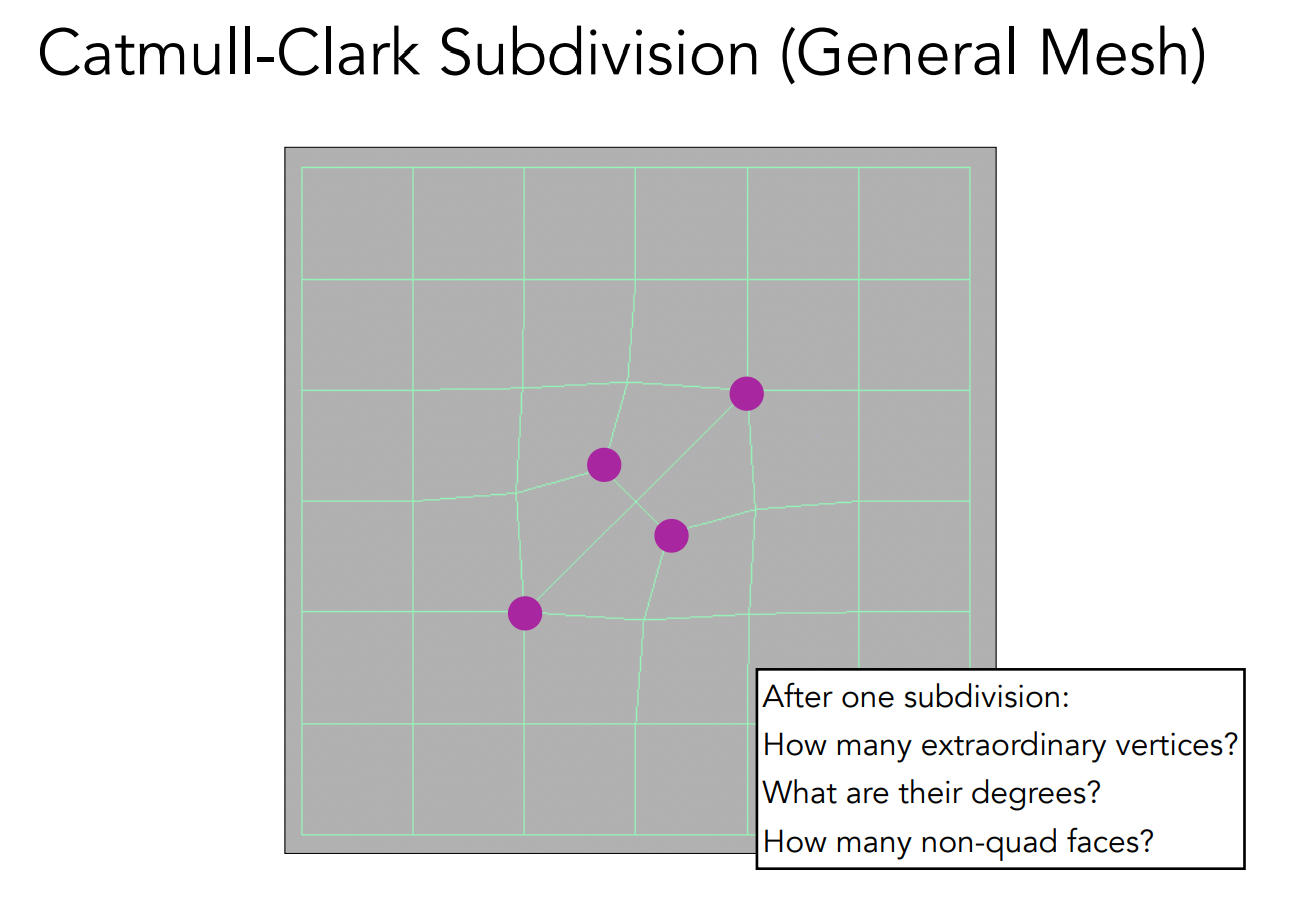 Catmull-Clark Subdivision (General Mesh)
After one subdivision:
How many extraordinary vertices?
What are their degrees?
How many non-quad faces?